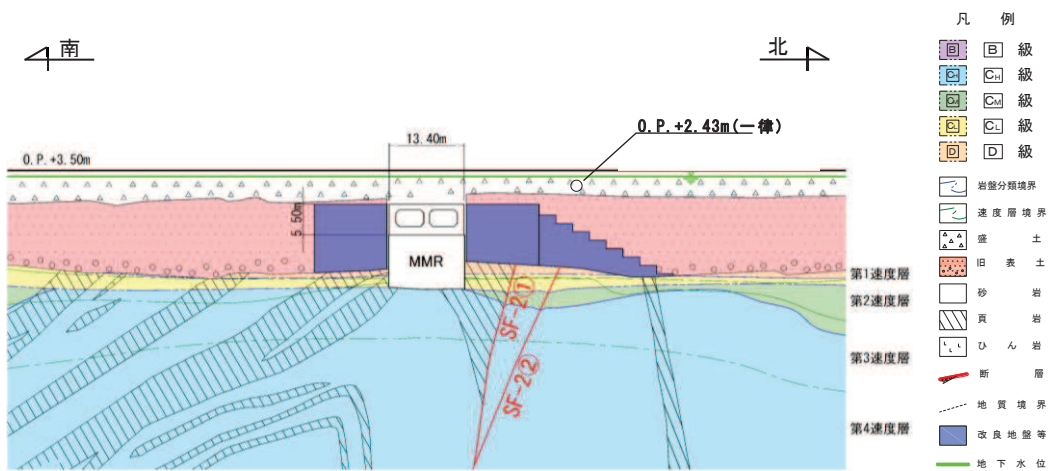 南
北
O.P.+2.43m(一律)
13.40m
O.P.+3.50m
5.50m
MMR
SF-2①
SF-2②
第1速度層
第2速度層
第3速度層
第4速度層
凡 例
B B 級
CH CH 級
CM CM 級
CL CL 級
D D 級
岩盤分類境界
速度層境界
盛 土
旧 表 土
砂 岩
頁 岩
ひ ん 岩
断 層
地 質 境 界
改 良 地 盤 等
地 下 水 位